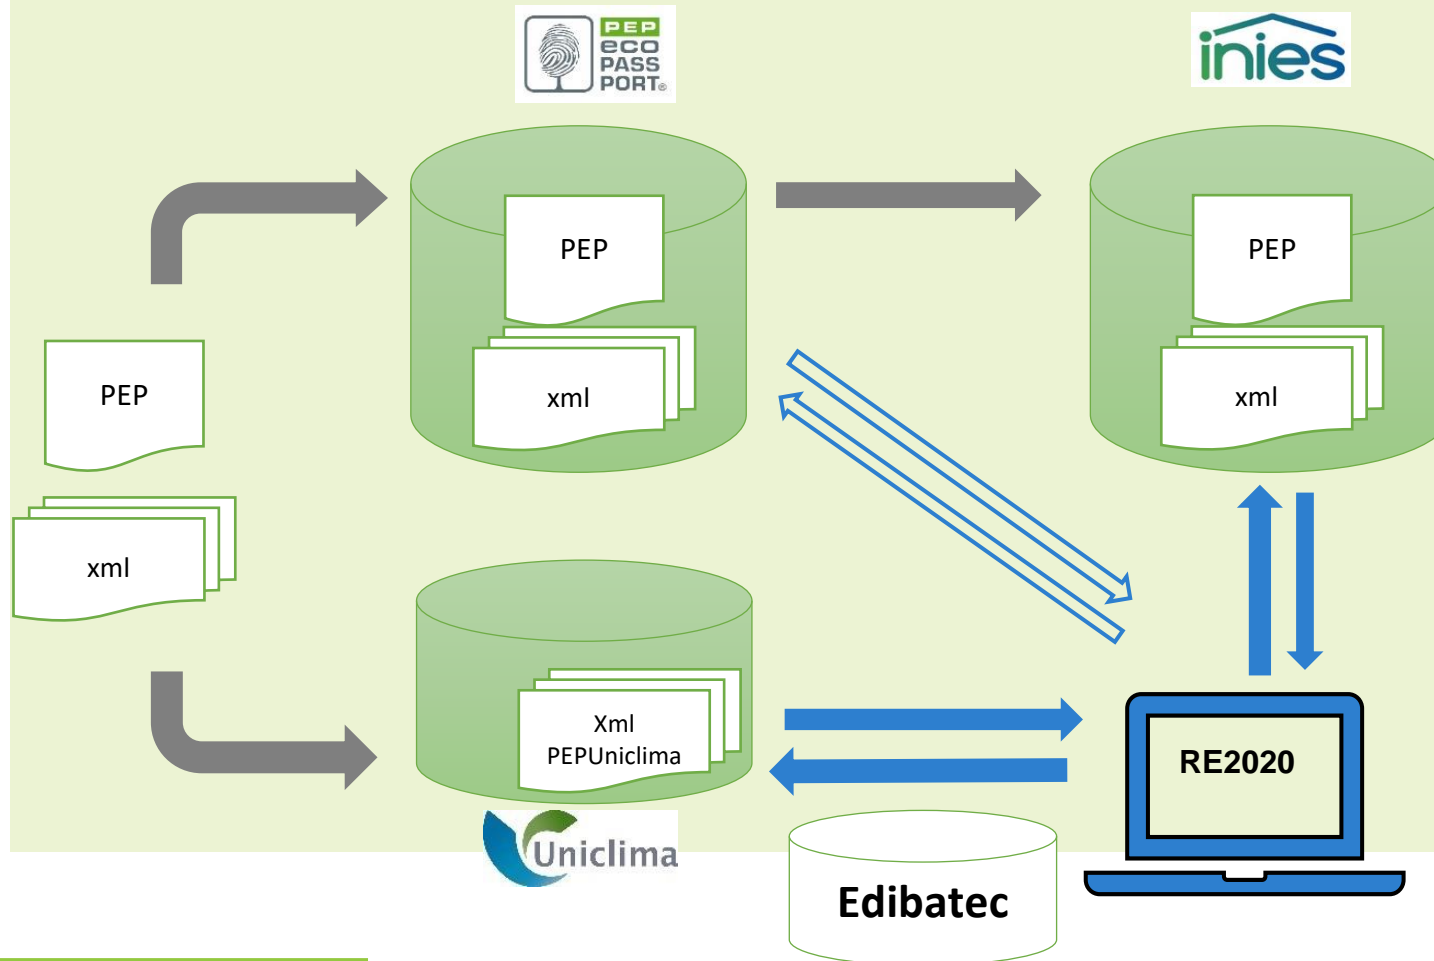 PEP
eco
PASS
PORT®
inies
PEP
PEP
PEP
xml
xml
xml
Xml
PEPUniclima
RE2020
Uniclima
Edibatec